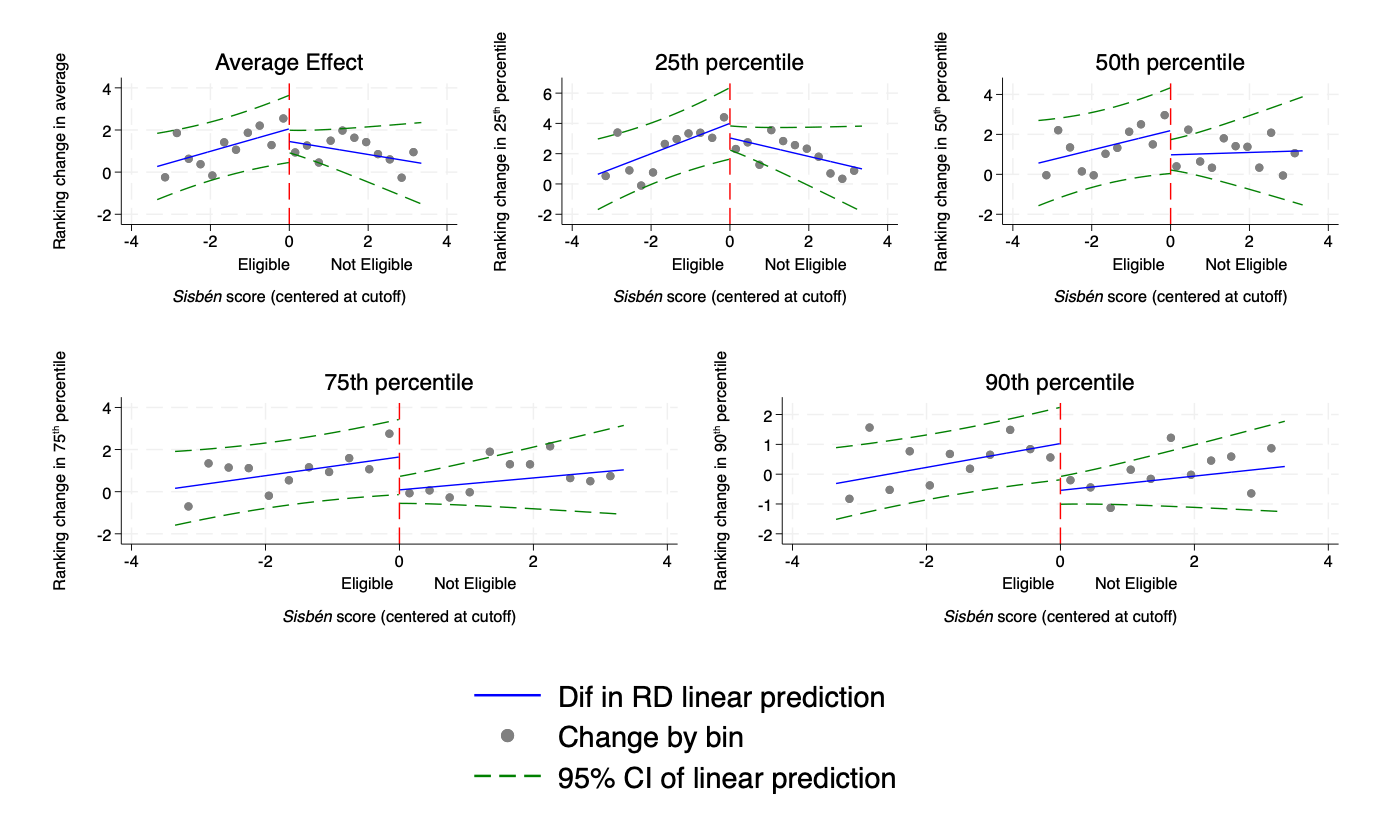 Average Effect
Ranking change in average
4
2
0
-2
-4
-2
0
2
4
Eligible
Not Eligible
Sisbén score (centered at cutoff)
25th percentile
Ranking change in 25th percentile
6
4
2
0
-2
-4
-2
0
2
4
Eligible
Not Eligible
Sisbén score (centered at cutoff)
50th percentile
Ranking change in 50th percentile
4
2
0
-2
-4
-2
0
2
4
Eligible
Not Eligible
Sisbén score (centered at cutoff)
75th percentile
Ranking change in 75th percentile
4
2
0
-2
-4
-2
0
2
4
Eligible
Not Eligible
Sisbén score (centered at cutoff)
90th percentile
Ranking change in 90th percentile
2
1
0
-1
-2
-4
-2
0
2
4
Eligible
Not Eligible
Sisbén score (centered at cutoff)
Dif in RD linear prediction
Change by bin
95% CI of linear prediction